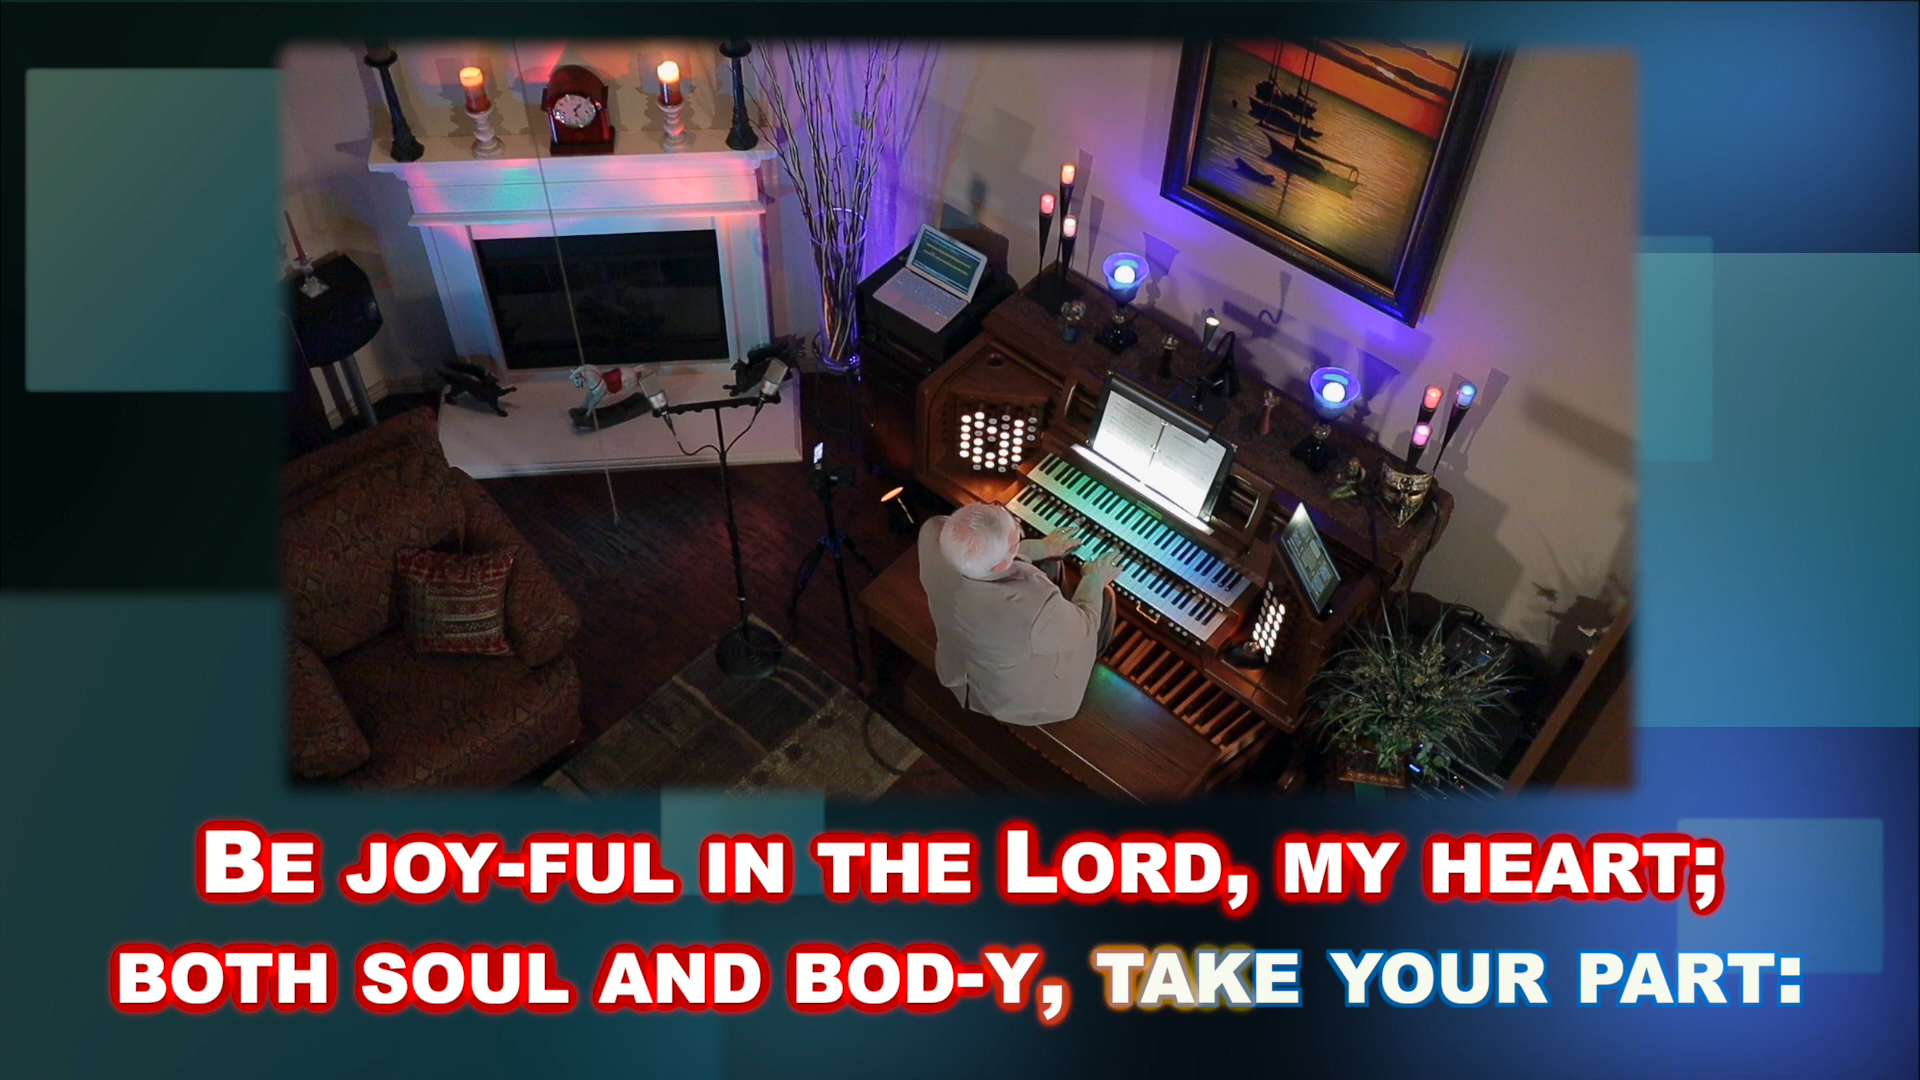 Be joy-ful in the Lord, my heart;
both soul and bod-y, take your part: